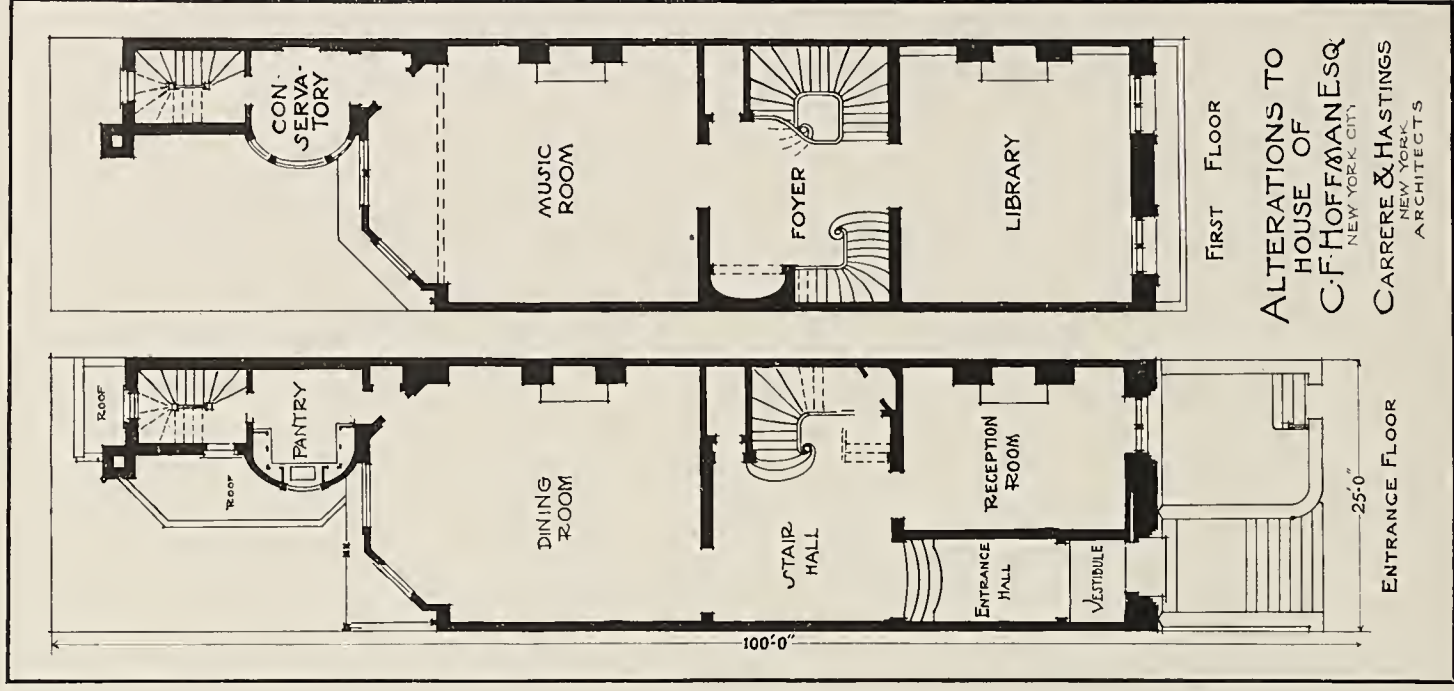 CON-
SERVA-
TORY
MUSIC
ROOM
FOYER
LIBRARY
FIRST FLOOR
ALTERATIONS TO
HOUSE OF
C·F·HOFFMAN ESQ
NEW YORK CITY
CARRERE & HASTINGS
NEW YORK
ARCHITECTS
ROOF
PANTRY
ROOF
DINING
ROOM
STAIR
HALL
RECEPTION
ROOM
ENTRANCE
HALL
VESTIBULE
25'-0"
ENTRANCE FLOOR
100'-0"